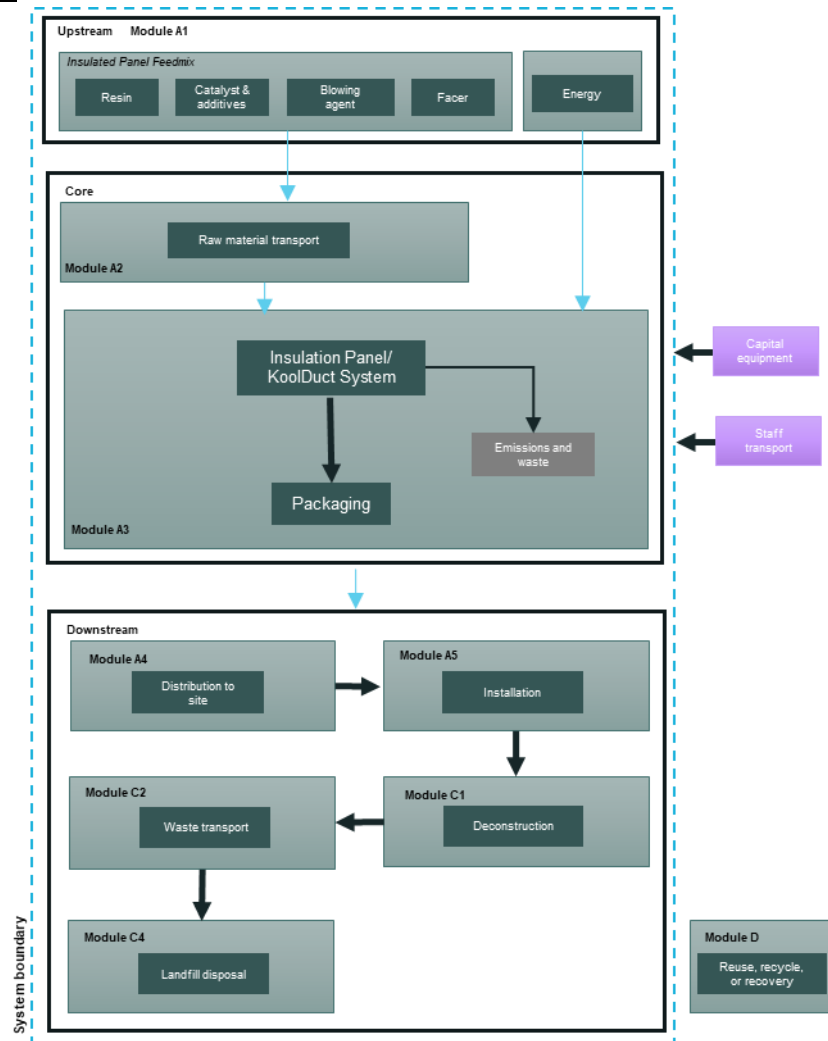 Upstream Module A1
Insulated Panel Feedmix
Resin
Catalyst &
additives
Blowing
agent
Facer
Energy
Core
Raw material transport
Module A2
Insulation Panel/
KoolDuct System
Emissions and
waste
Packaging
Module A3
Capital
equipment
Staff
transport
Downstream
Module A4
Distribution to
site
Module A5
Installation
Module C2
Waste transport
Module C1
Deconstruction
Module C4
Landfill disposal
Module D
Reuse, recycle,
or recovery
System boundary